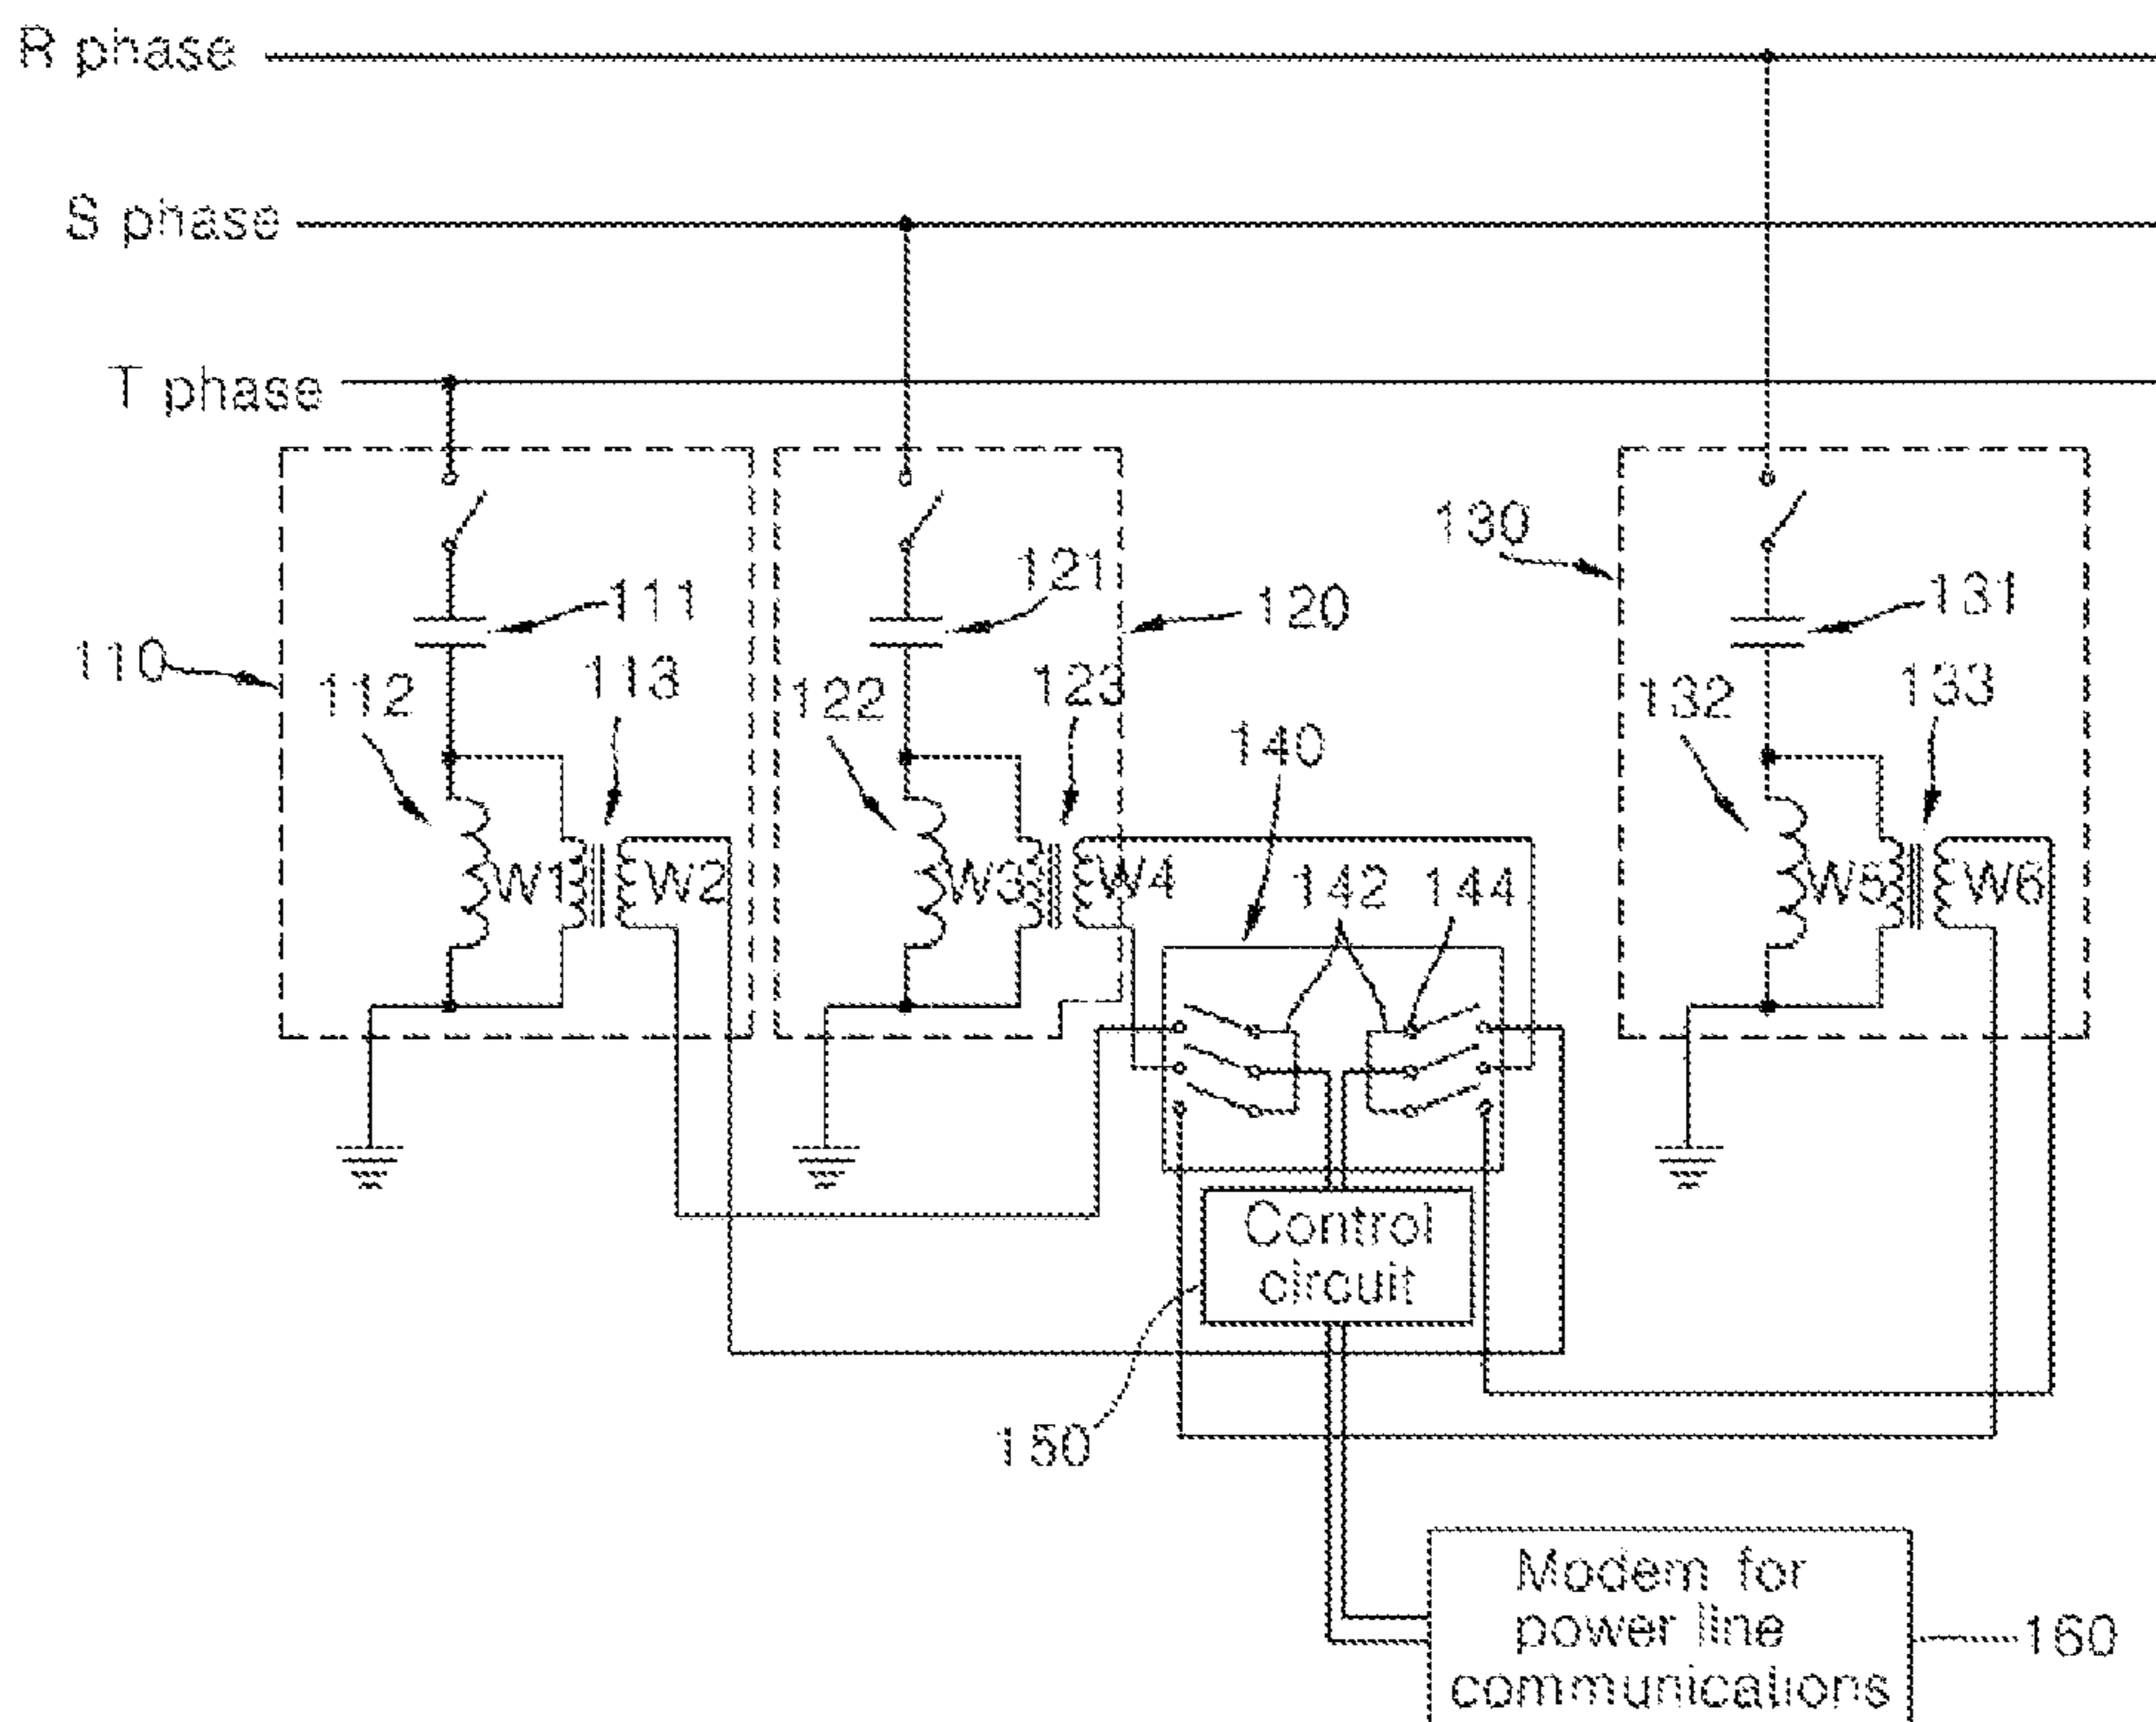 R phase
S phase
T phase
130
121
111
131
120
110
113
123
133
112
122
132
140
W1
W2
W3
W4
142
144
W5
W6
Control
circuit
150
Modem for
power line
communications
160